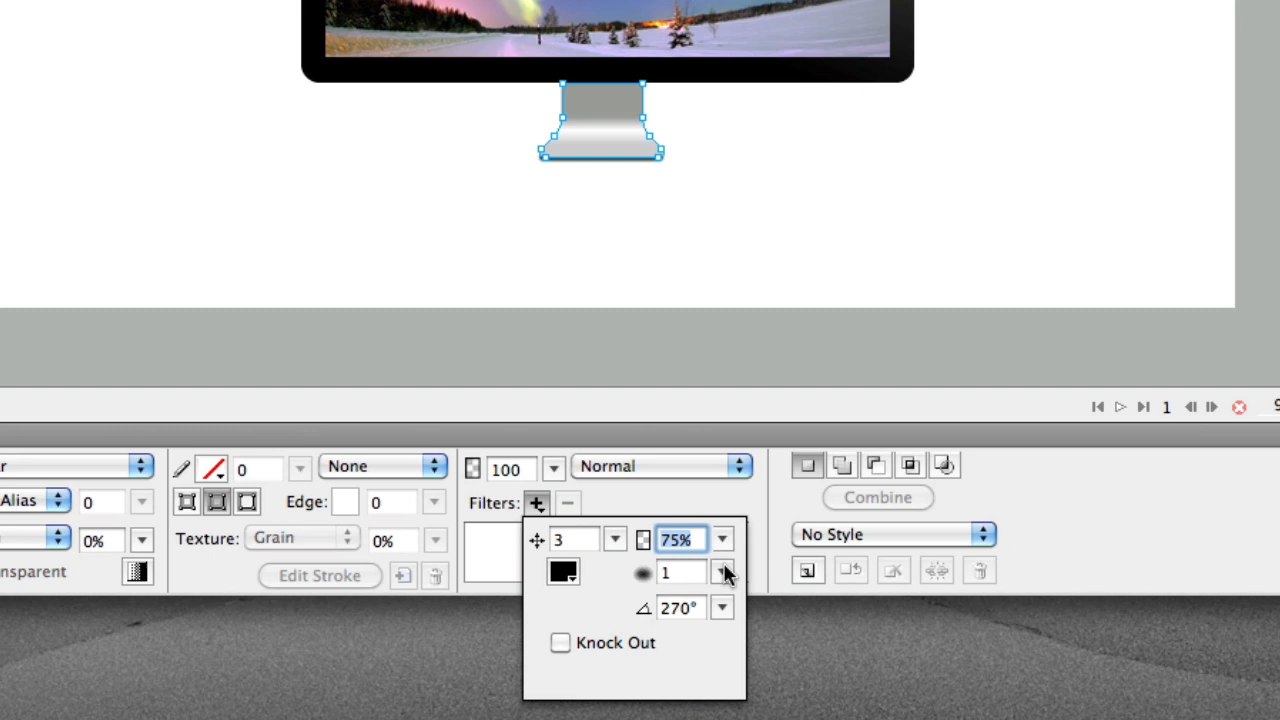 1
9
r
0
None
100
Normal
Alias
0
Edge:
0
Filters:
Combine
0%
Texture:
Grain
0%
3
75%
No Style
nsparent
Edit Stroke
1
270°
Knock Out